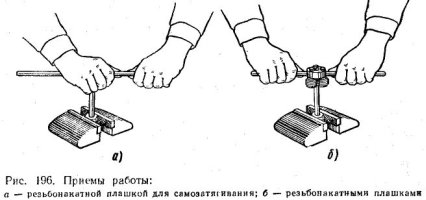 а)
б)
Рис. 196. Приемы работы:
а — резьбонакатной плашкой для самозатягивания; б — резьбонакатными плашками